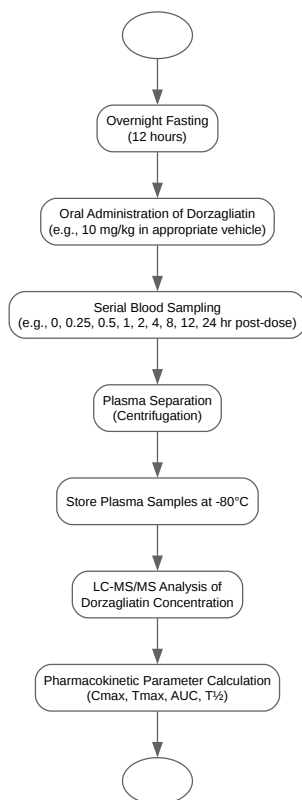 Overnight Fasting
(12 hours)
Oral Administration of Dorzagliatin
(e.g., 10 mg/kg in appropriate vehicle)
Serial Blood Sampling
(e.g., 0, 0.25, 0.5, 1, 2, 4, 8, 12, 24 hr post-dose)
Plasma Separation
(Centrifugation)
Store Plasma Samples at -80°C
LC-MS/MS Analysis of
Dorzagliatin Concentration
Pharmacokinetic Parameter Calculation
(Cmax, Tmax, AUC, T½)